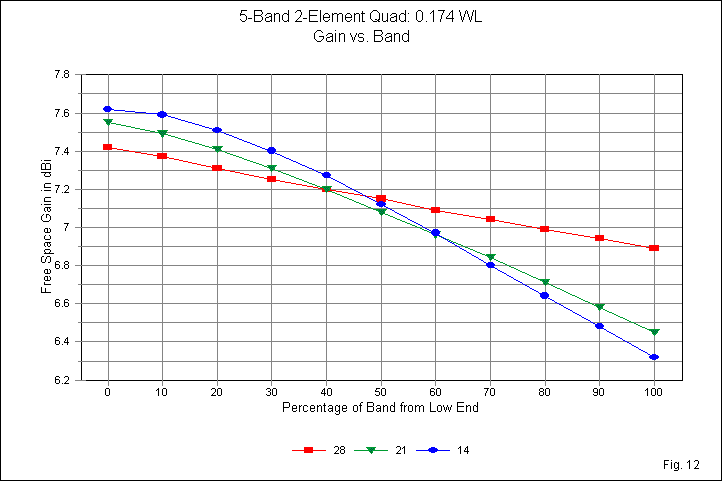 5-Band 2-Element Quad: 0.174 WL
Gain vs. Band
Free Space Gain in dBi
7.8
7.6
7.4
7.2
7
6.8
6.6
6.4
6.2
0 10 20 30 40 50 60 70 80 90 100
Percentage of Band from Low End
28 21 14
Fig. 12